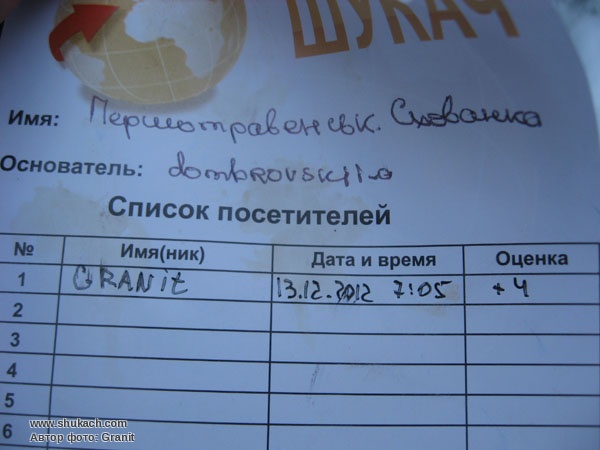 ШУКАЧ
Имя: Першотравенськ. Схованка
Основатель: dombrovskii-o
Список посетителей
№ Имя(ник) Дата и время Оценка
1 GRANit 13.12.2012 7:05 +4
2
3
4
5
6
www.shukach.com
Автор фото: Granit